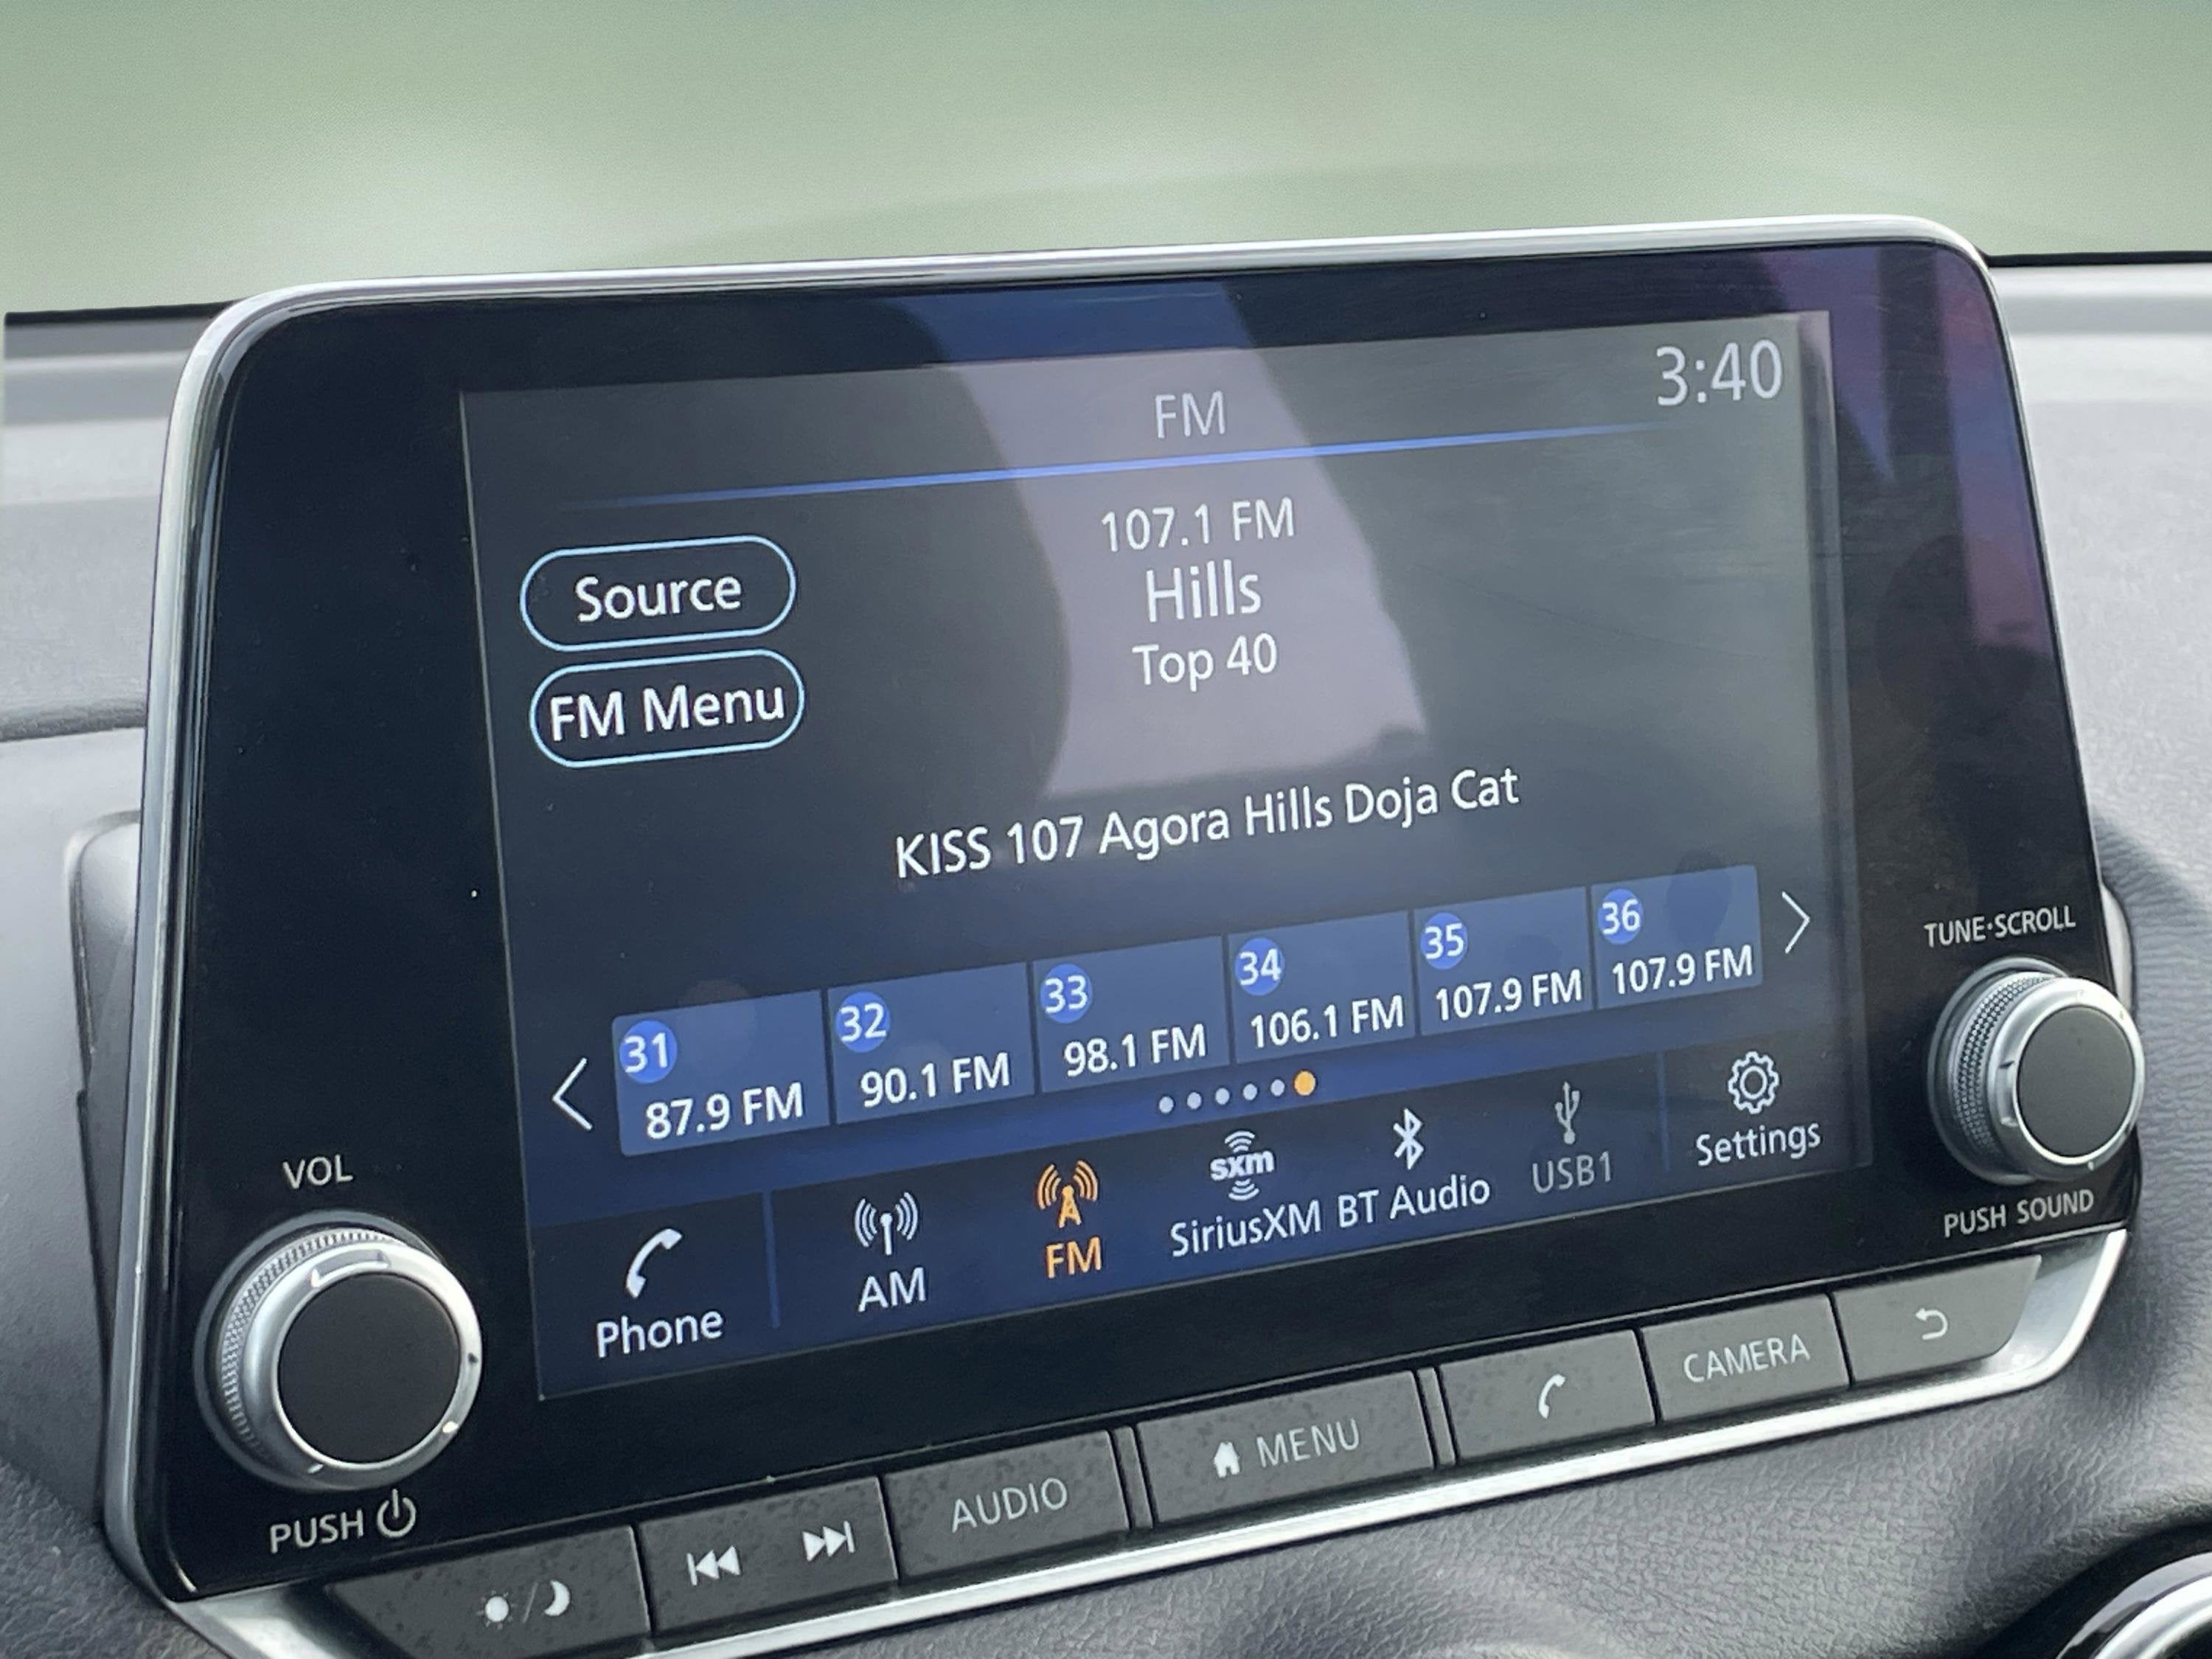 FM
3:40
107.1 FM
Hills
Top 40
Source
FM Menu
KISS 107 Agora Hills Doja Cat
31
87.9 FM
32
90.1 FM
33
98.1 FM
34
106.1 FM
35
107.9 FM
36
107.9 FM
Phone
AM
FM
sxm
SiriusXM
BT Audio
USB1
Settings
VOL
PUSH
TUNE·SCROLL
PUSH SOUND
AUDIO
MENU
CAMERA